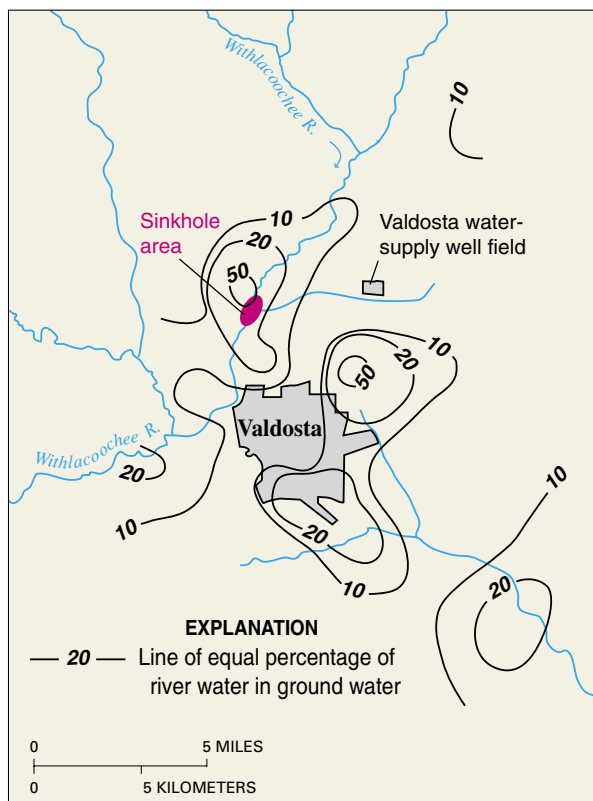 Withlacoochee R.
10
10
Sinkhole
area
20
Valdosta water-
supply well field
50
10
20
50
Valdosta
Withlacoochee R.
20
10
10
20
20
10
EXPLANATION
20 Line of equal percentage of
river water in ground water
0 5 MILES
0 5 KILOMETERS